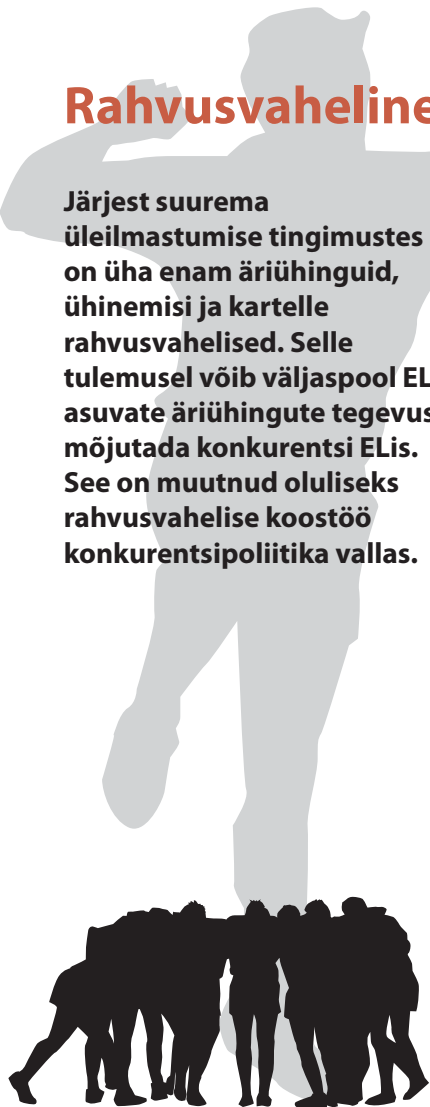 Rahvusvaheline
Järjest suurema
üleilmastumise tingimustes
on üha enam äriühinguid,
ühinemisi ja kartelle
rahvusvahelised. Selle
tulemusel võib väljaspool EL
asuvate äriühingute tegevus
mõjutada konkurentsi ELis.
See on muutnud oluliseks
rahvusvahelise koostöö
konkurentsipoliitika vallas.